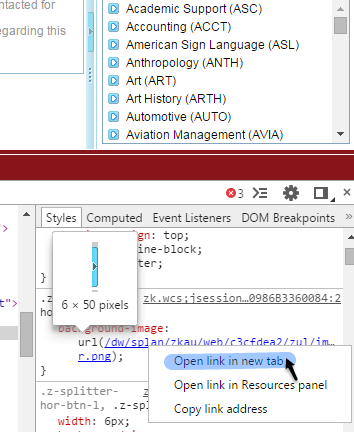 ntacted for
egarding this
Academic Support (ASC)
Accounting (ACCT)
American Sign Language (ASL)
Anthropology (ANTH)
Art (ART)
Art History (ARTH)
Automotive (AUTO)
Aviation Management (AVIA)
3
Styles Computed Event Listeners DOM Breakpoints »
">
t">
ign: top;
ine-block;
ter;
}
6 × 50 pixels
.z zk.wcs;jsession…0986B3360084:2
hor
background-image:
url(/dw/splan/zkau/web/c3cfdea2/zul/im…
r.png);
}
Open link in new tab
Open link in Resources panel
Copy link address
.z-splitter-
hor-btn-l, .z-spl
width: 6px;